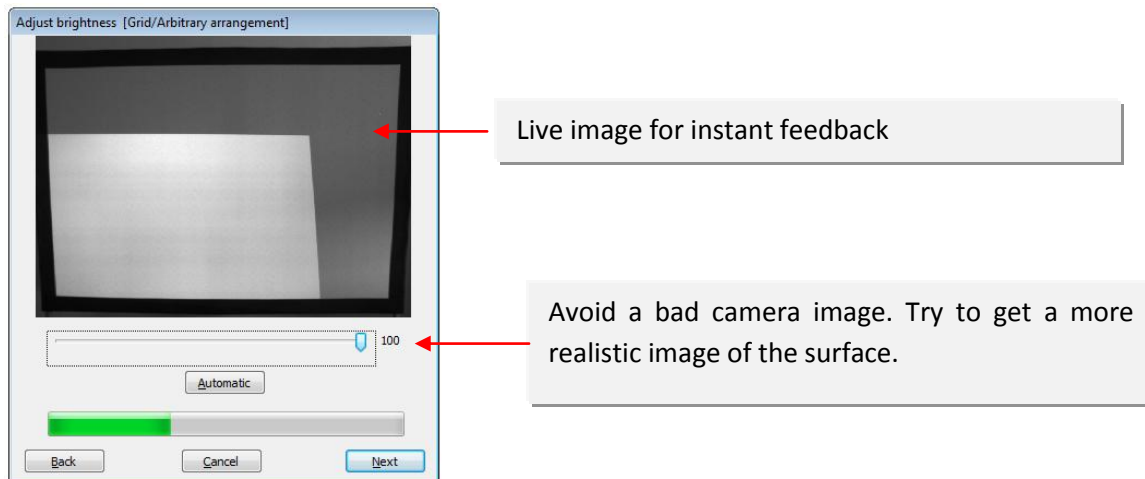 Adjust brightness [Grid/Arbitrary arrangement]
Live image for instant feedback
Avoid a bad camera image. Try to get a more
realistic image of the surface.
100
Automatic
Back
Cancel
Next